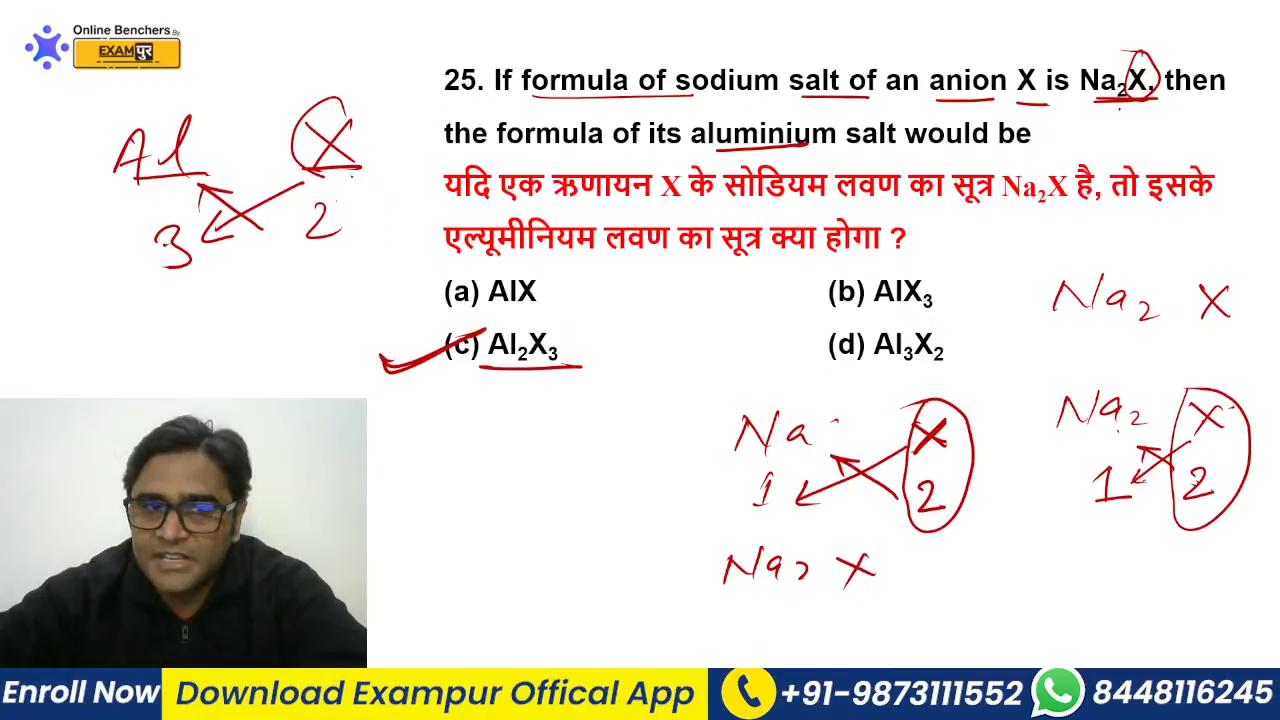 Online Benchers By
EXAMपुर
25. If formula of sodium salt of an anion X is Na₂X, then
the formula of its aluminium salt would be
यदि एक ऋणायन X के सोडियम लवण का सूत्र Na₂X है, तो इसके
एल्यूमीनियम लवण का सूत्र क्या होगा ?
(a) AlX
(b) AlX₃
(c) Al₂X₃
(d) Al₃X₂
Al X
3 2
Na₂ X
Na X
1 2
Na₂ X
Na₂ X
1 2
Enroll Now
Download Exampur Offical App
+91-9873111552
8448116245